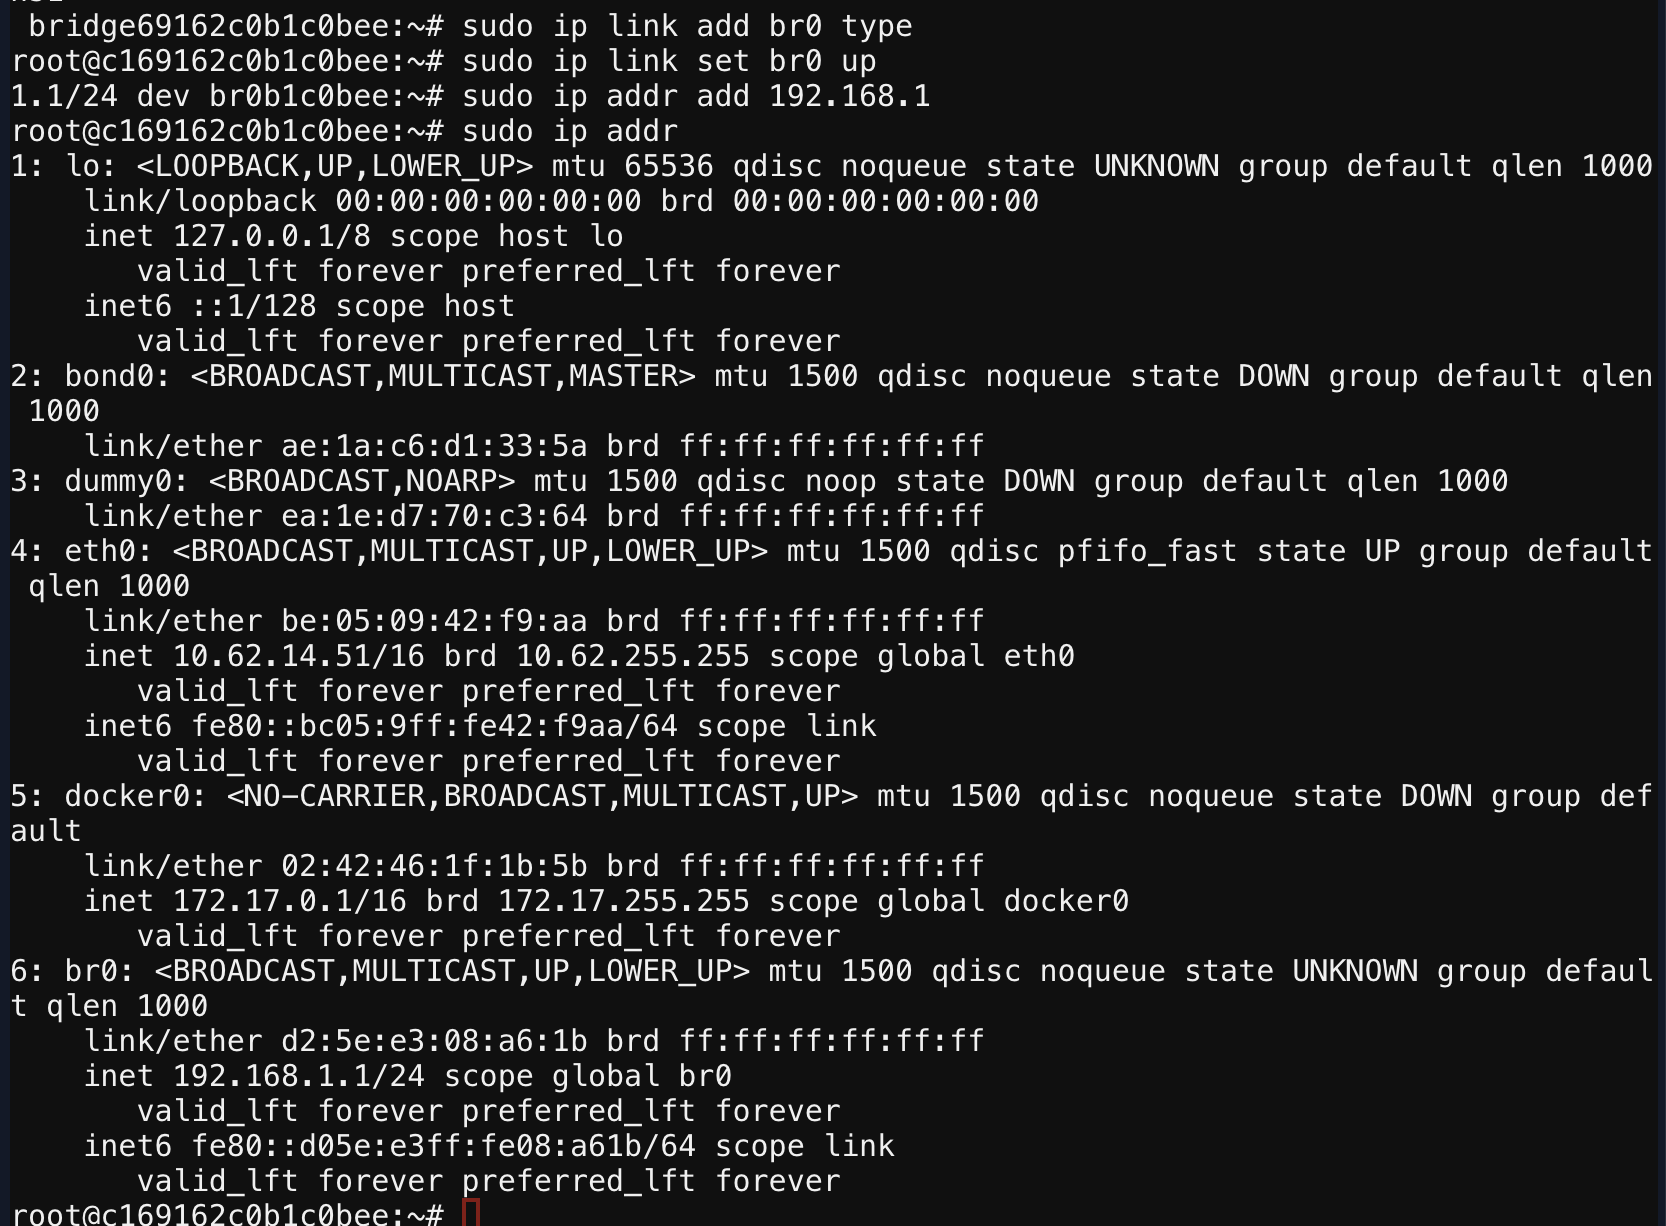 bridge69162c0b1c0bee:~# sudo ip link add br0 type
root@c169162c0b1c0bee:~# sudo ip link set br0 up
1.1/24 dev br0b1c0bee:~# sudo ip addr add 192.168.1
root@c169162c0b1c0bee:~# sudo ip addr
1: lo: <LOOPBACK,UP,LOWER_UP> mtu 65536 qdisc noqueue state UNKNOWN group default qlen 1000
    link/loopback 00:00:00:00:00:00 brd 00:00:00:00:00:00
    inet 127.0.0.1/8 scope host lo
       valid_lft forever preferred_lft forever
    inet6 ::1/128 scope host
       valid_lft forever preferred_lft forever
2: bond0: <BROADCAST,MULTICAST,MASTER> mtu 1500 qdisc noqueue state DOWN group default qlen
 1000
    link/ether ae:1a:c6:d1:33:5a brd ff:ff:ff:ff:ff:ff
3: dummy0: <BROADCAST,NOARP> mtu 1500 qdisc noop state DOWN group default qlen 1000
    link/ether ea:1e:d7:70:c3:64 brd ff:ff:ff:ff:ff:ff
4: eth0: <BROADCAST,MULTICAST,UP,LOWER_UP> mtu 1500 qdisc pfifo_fast state UP group default
 qlen 1000
    link/ether be:05:09:42:f9:aa brd ff:ff:ff:ff:ff:ff
    inet 10.62.14.51/16 brd 10.62.255.255 scope global eth0
       valid_lft forever preferred_lft forever
    inet6 fe80::bc05:9ff:fe42:f9aa/64 scope link
       valid_lft forever preferred_lft forever
5: docker0: <NO-CARRIER,BROADCAST,MULTICAST,UP> mtu 1500 qdisc noqueue state DOWN group def
ault
    link/ether 02:42:46:1f:1b:5b brd ff:ff:ff:ff:ff:ff
    inet 172.17.0.1/16 brd 172.17.255.255 scope global docker0
       valid_lft forever preferred_lft forever
6: br0: <BROADCAST,MULTICAST,UP,LOWER_UP> mtu 1500 qdisc noqueue state UNKNOWN group defaul
t qlen 1000
    link/ether d2:5e:e3:08:a6:1b brd ff:ff:ff:ff:ff:ff
    inet 192.168.1.1/24 scope global br0
       valid_lft forever preferred_lft forever
    inet6 fe80::d05e:e3ff:fe08:a61b/64 scope link
       valid_lft forever preferred_lft forever
root@c169162c0b1c0bee:~#